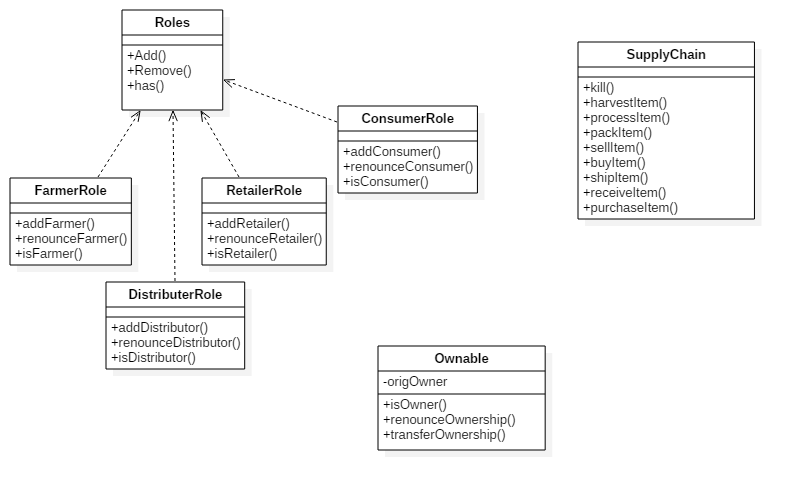 Roles
+Add()
+Remove()
+has()
SupplyChain
+kill()
+harvestItem()
+processItem()
+packItem()
+sellItem()
+buyItem()
+shipItem()
+receiveItem()
+purchaseItem()
ConsumerRole
+addConsumer()
+renounceConsumer()
+isConsumer()
FarmerRole
+addFarmer()
+renounceFarmer()
+isFarmer()
RetailerRole
+addRetailer()
+renounceRetailer()
+isRetailer()
DistributerRole
+addDistributor()
+renounceDistributor()
+isDistributor()
Ownable
-origOwner
+isOwner()
+renounceOwnership()
+transferOwnership()